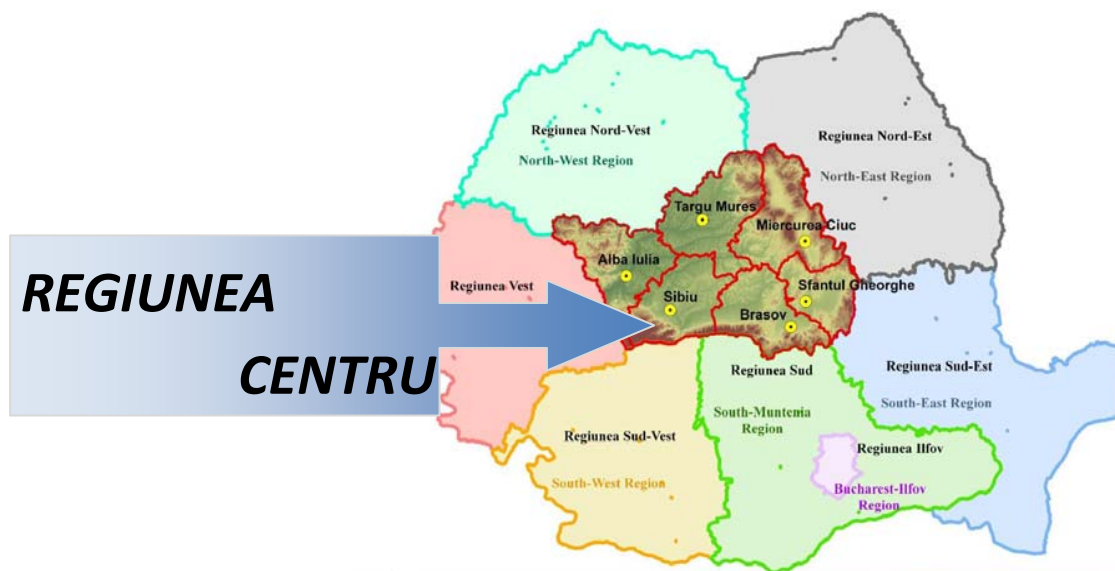 Regiunea Nord-Vest
North-West Region
Regiunea Nord-Est
North-East Region
Targu Mures
Miercurea Ciuc
Alba Iulia
Sfantul Gheorghe
Sibiu
Brasov
Regiunea Vest
REGIUNEA
CENTRU
Regiunea Sud
South-Muntenia
Region
Regiunea Sud-Est
South-East Region
Regiunea Sud-Vest
South-West Region
Regiunea Ilfov
Bucharest-Ilfov
Region